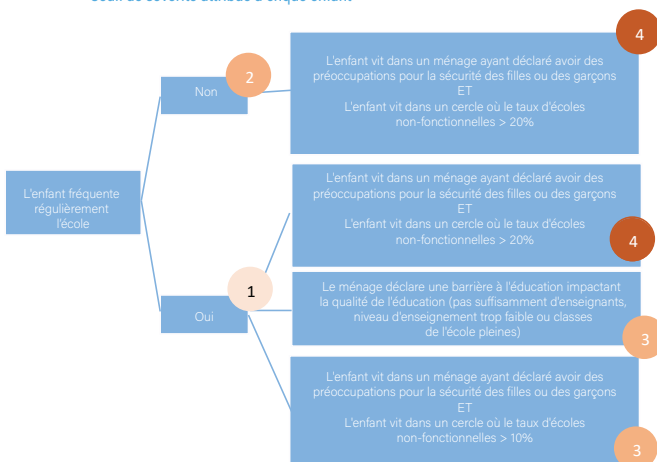 Seuil de sévérité attribué à chque enfant
4
L'enfant vit dans un ménage ayant déclaré avoir des
préoccupations pour la sécurité des filles ou des garçons
ET
L'enfant vit dans un cercle où le taux d'écoles
non-fonctionnelles > 20%
2
Non
L'enfant fréquente
régulièrement
l'école
L'enfant vit dans un ménage ayant déclaré avoir des
préoccupations pour la sécurité des filles ou des garçons
ET
L'enfant vit dans un cercle où le taux d'écoles
non-fonctionnelles > 20%
4
1
Oui
Le ménage déclare une barrière à l'éducation impactant
la qualité de l'éducation (pas suffisamment d'enseignants,
niveau d'enseignement trop faible ou classes
de l'école pleines)
3
L'enfant vit dans un ménage ayant déclaré avoir des
préoccupations pour la sécurité des filles ou des garçons
ET
L'enfant vit dans un cercle où le taux d'écoles
non-fonctionnelles > 10%
3